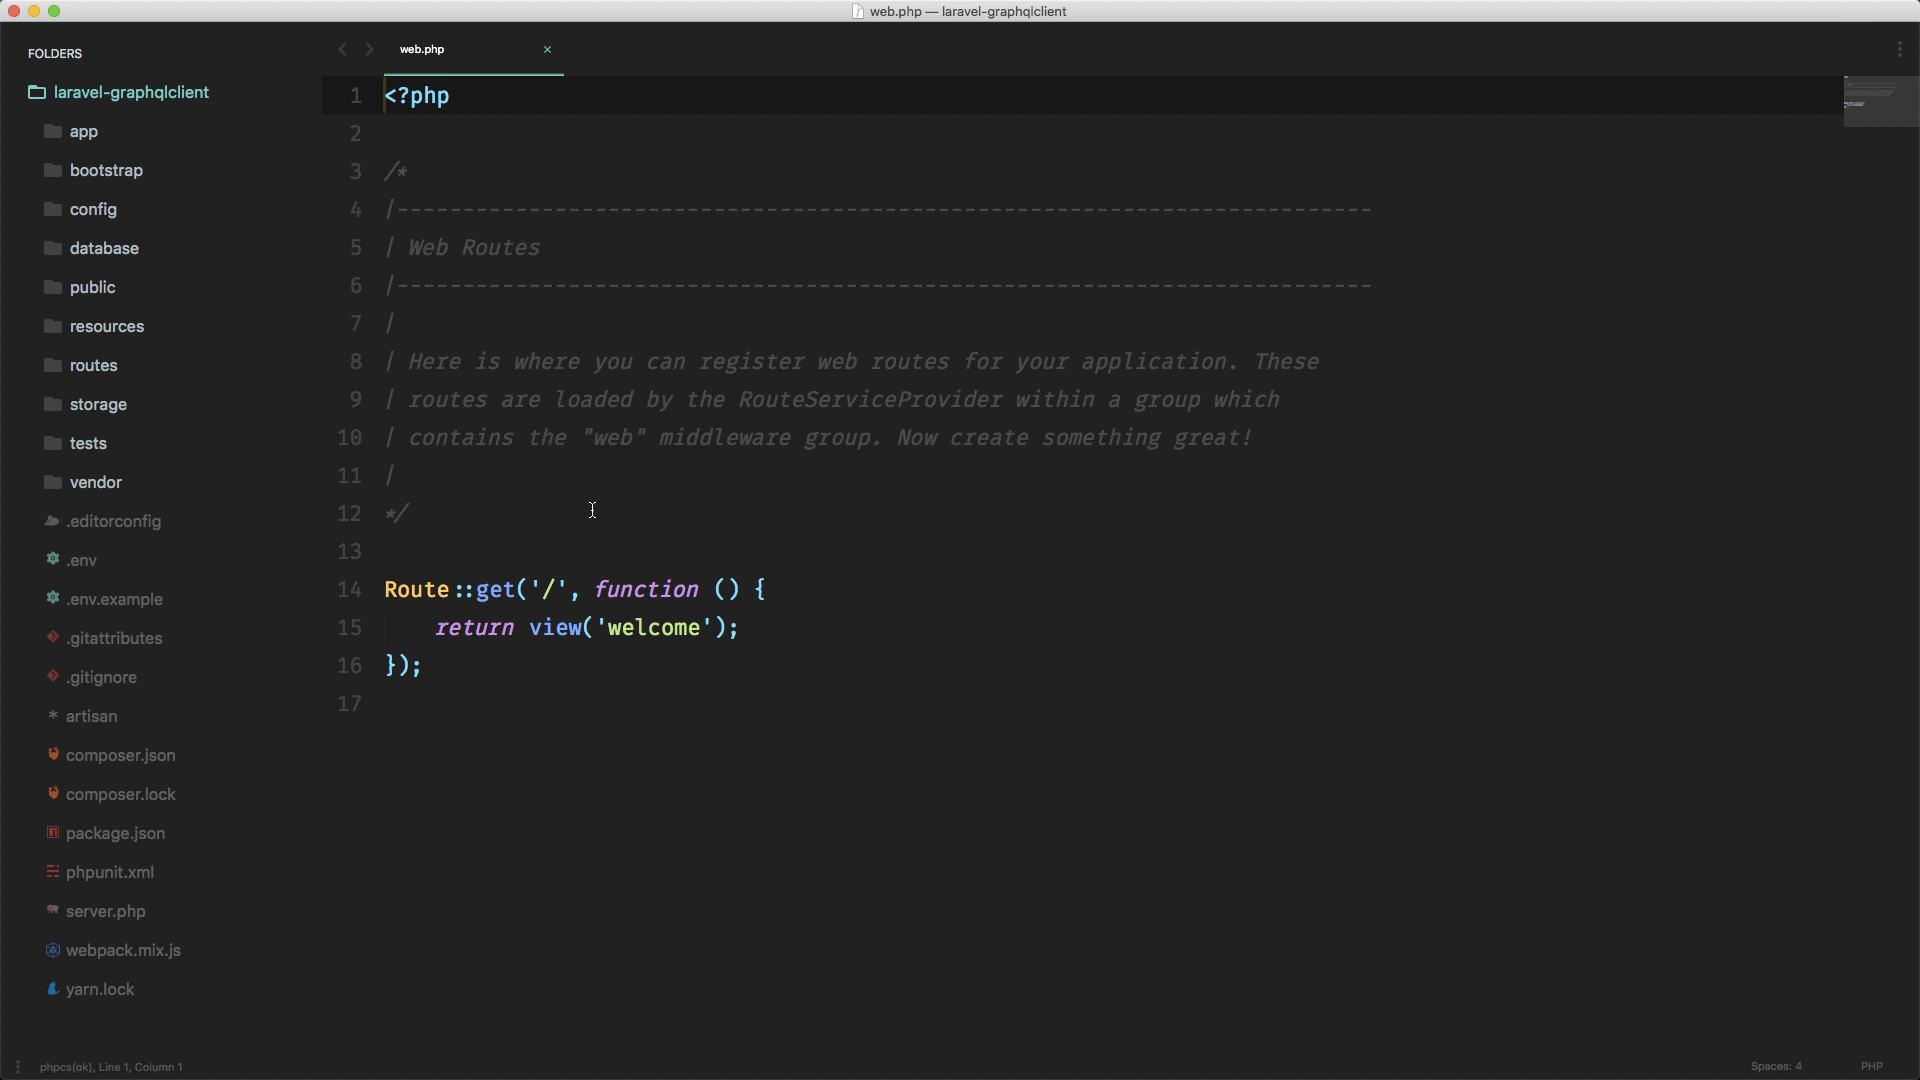 web.php — laravel-graphqlclient
FOLDERS
laravel-graphqlclient
app
bootstrap
config
database
public
resources
routes
storage
tests
vendor
.editorconfig
.env
.env.example
.gitattributes
.gitignore
artisan
composer.json
composer.lock
package.json
phpunit.xml
server.php
webpack.mix.js
yarn.lock
web.php ×
1 <?php
2
3 /*
4 |--------------------------------------------------------------------------
5 | Web Routes
6 |--------------------------------------------------------------------------
7 |
8 | Here is where you can register web routes for your application. These
9 | routes are loaded by the RouteServiceProvider within a group which
10 | contains the "web" middleware group. Now create something great!
11 |
12 */
13
14 Route::get('/', function () {
15     return view('welcome');
16 });
17
phpcs(ok), Line 1, Column 1
Spaces: 4
PHP